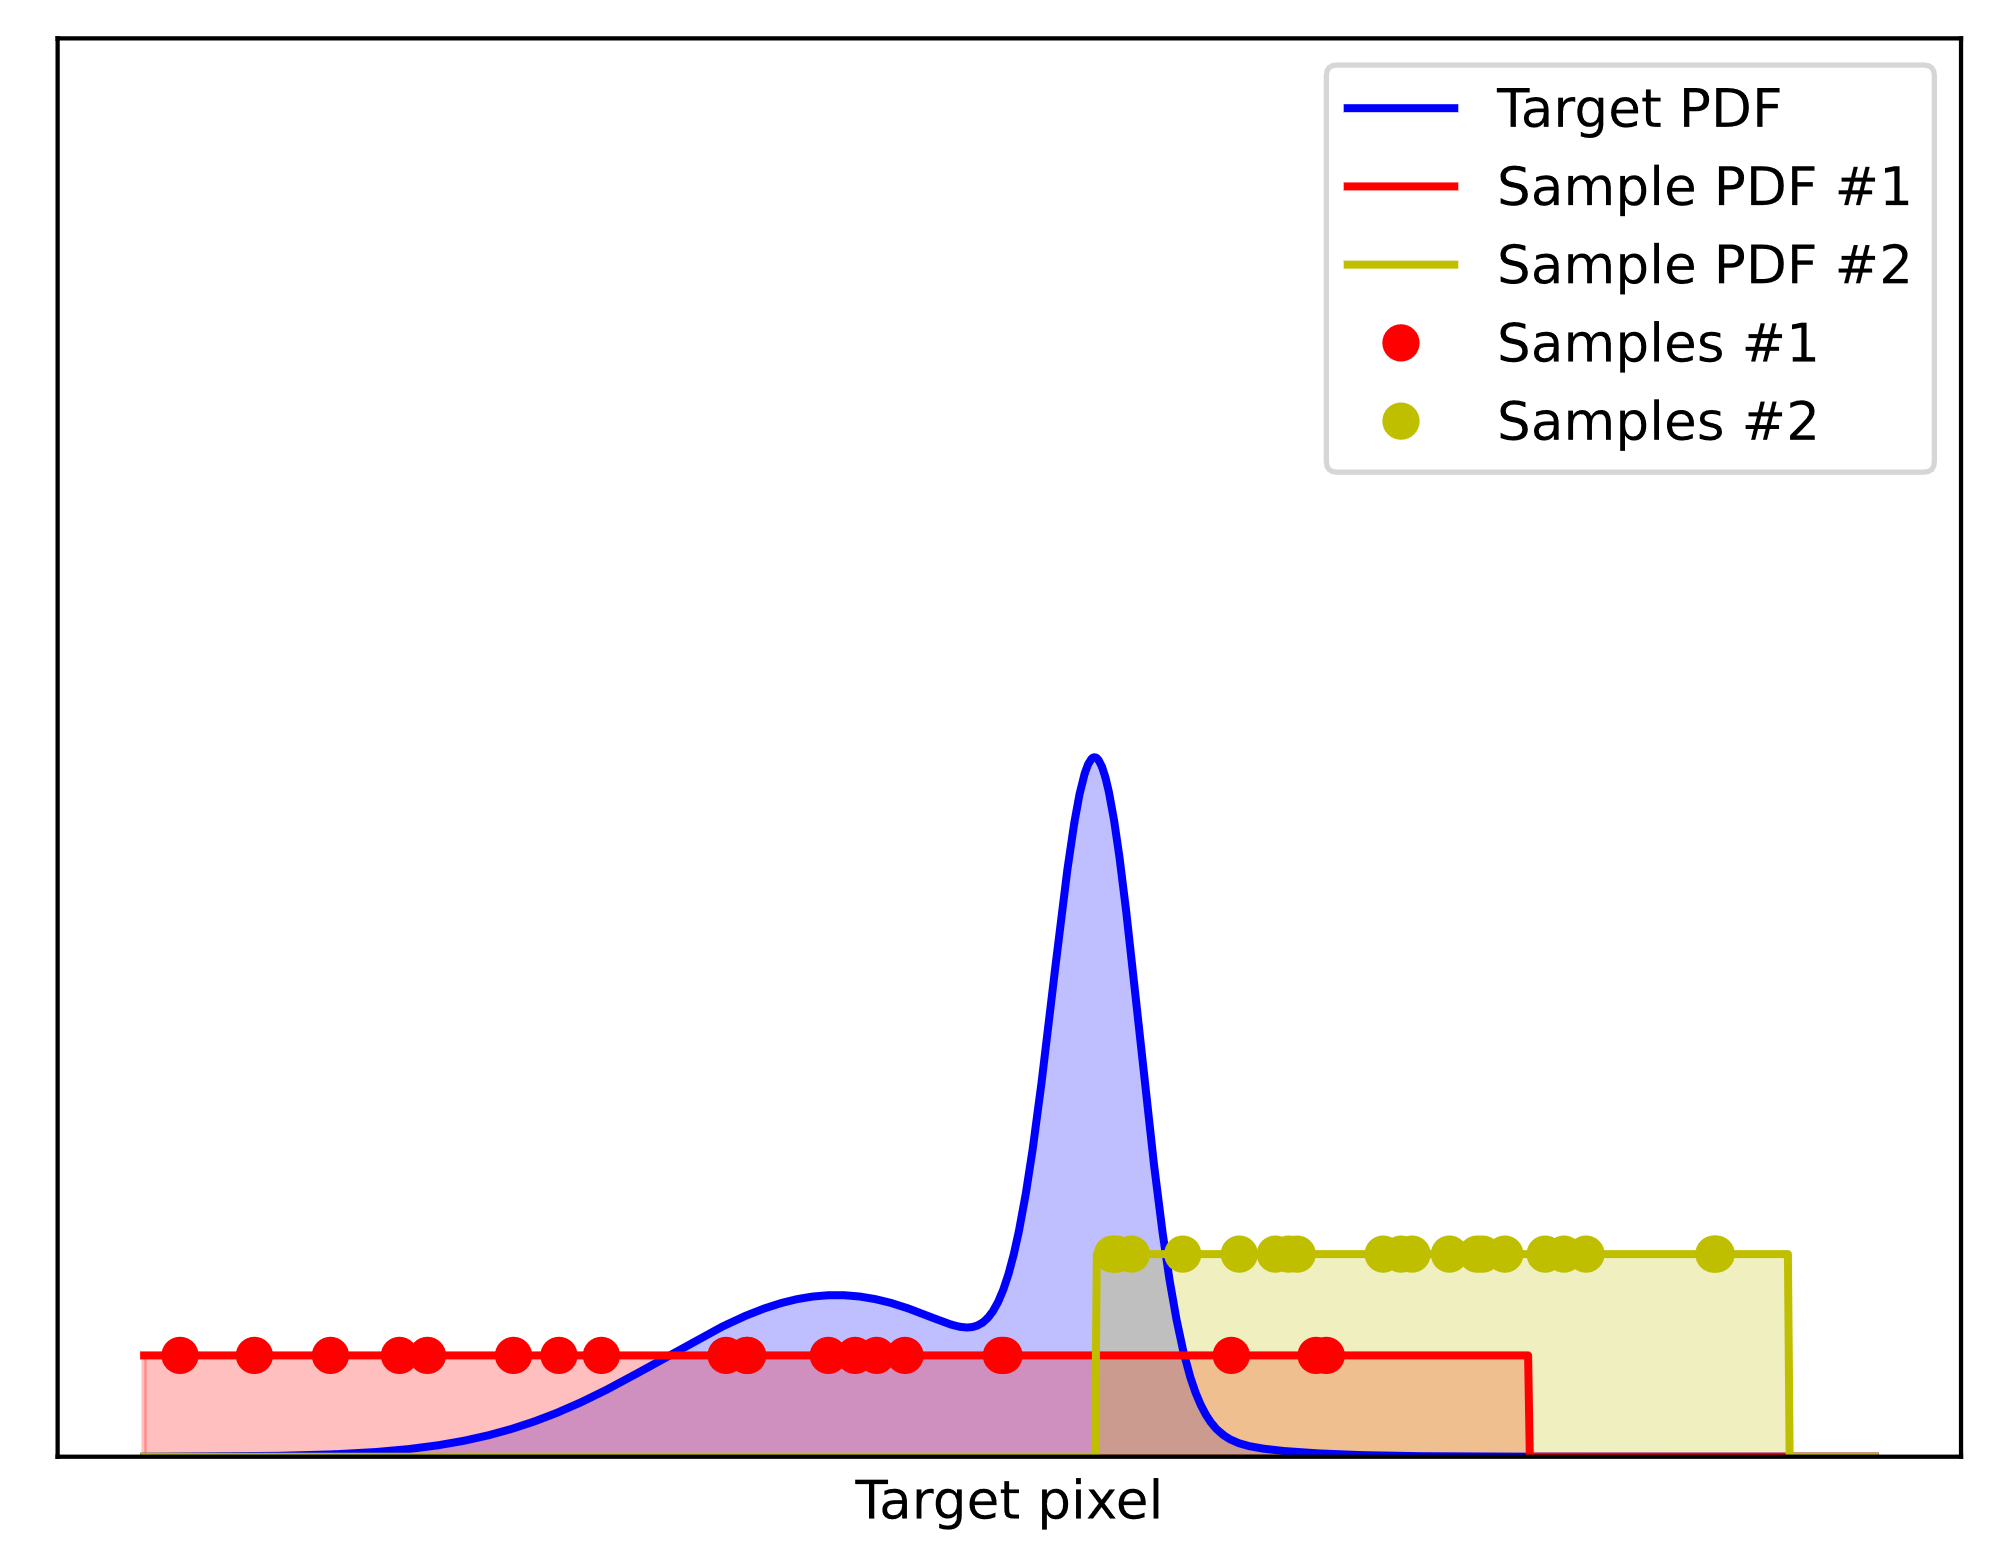 Target PDF
Sample PDF #1
Sample PDF #2
Samples #1
Samples #2
Target pixel